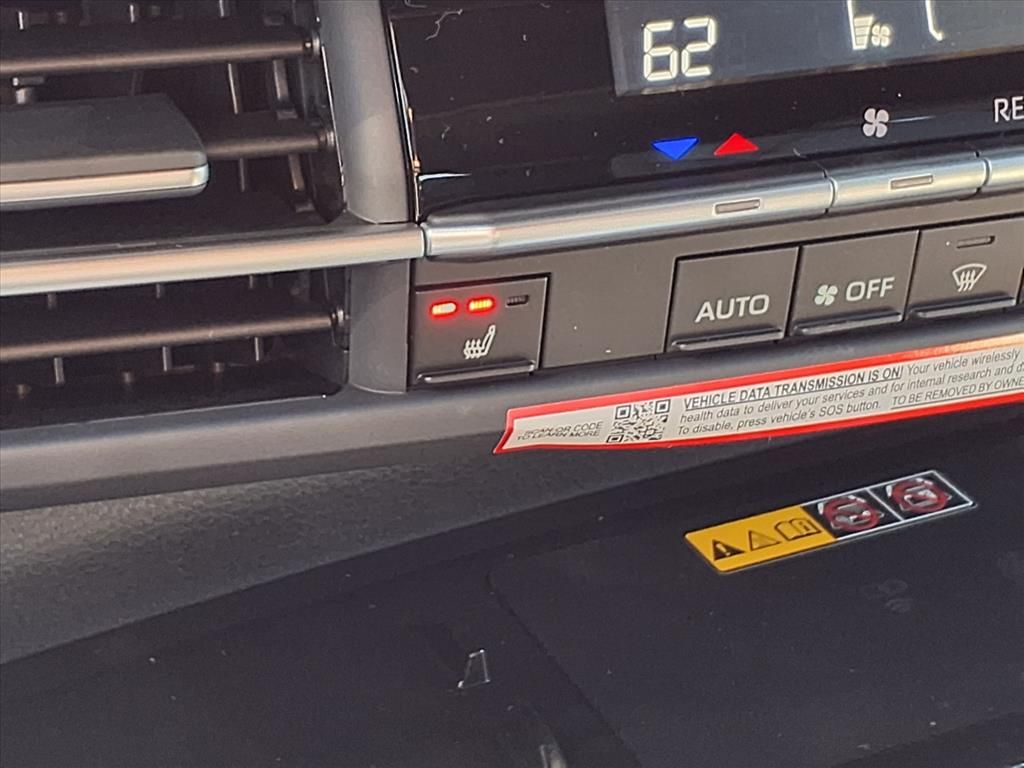 62
RE
AUTO
OFF
VEHICLE DATA TRANSMISSION IS ON! Your vehicle wirelessly
health data to deliver your services and for internal research and d
To disable, press vehicle's SOS button. TO BE REMOVED BY OWNE
SCAN QR CODE
TO LEARN MORE